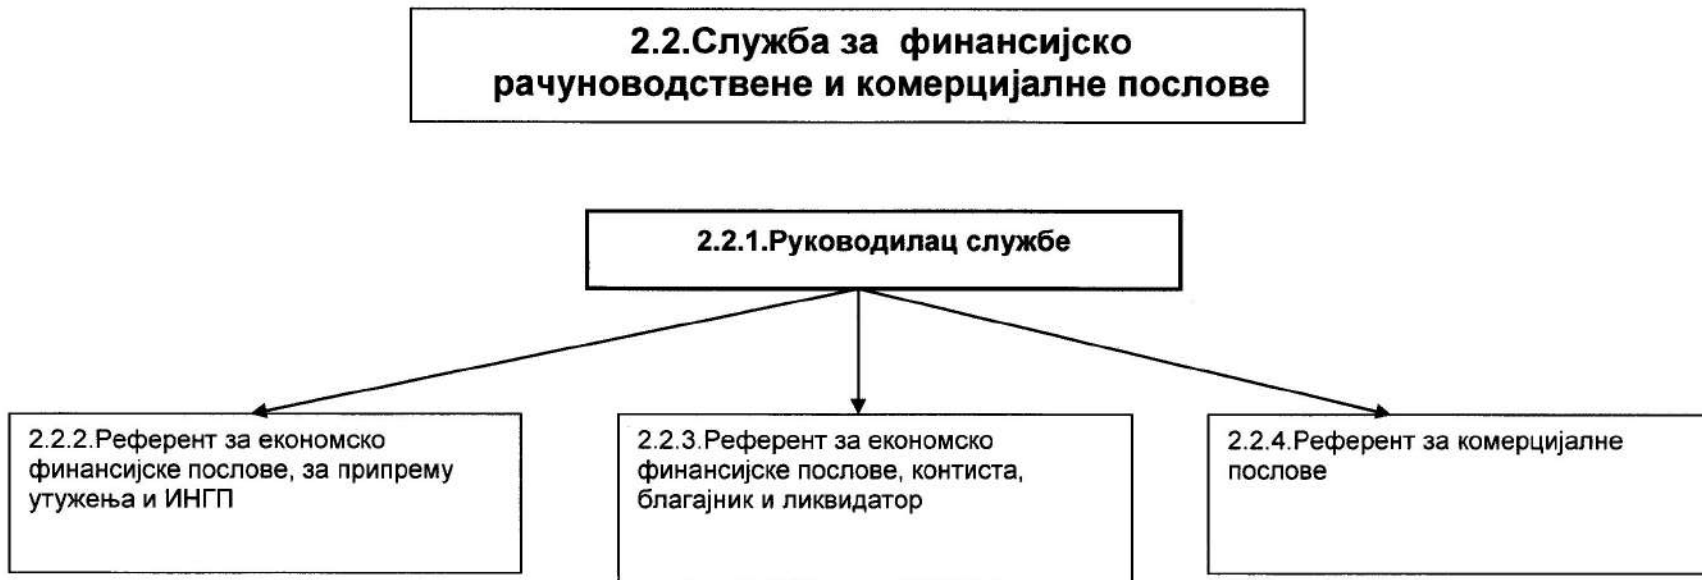 2.2.Служба за финансијско
рачуноводствене и комерцијалне послове
2.2.1.Руководилац службе
2.2.2.Референт за економско
финансијске послове, за припрему
утужења и ИНГП
2.2.3.Референт за економско
финансијске послове, контиста,
благајник и ликвидатор
2.2.4.Референт за комерцијалне
послове